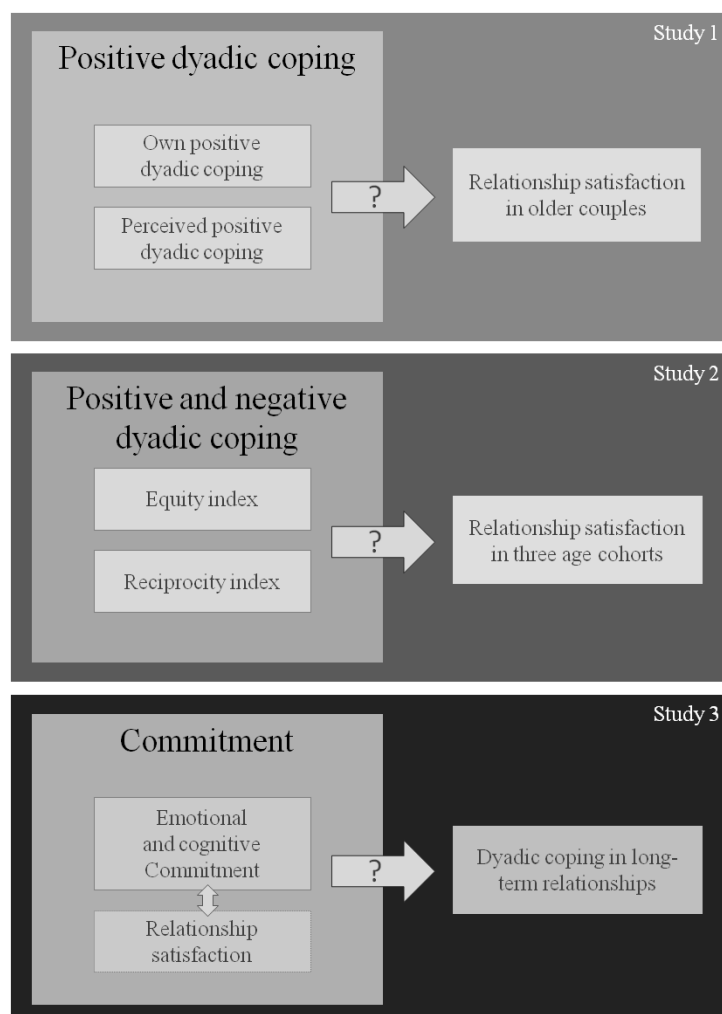 Study 1
Positive dyadic coping
Own positive
dyadic coping
Perceived positive
dyadic coping
?
Relationship satisfaction
in older couples
Study 2
Positive and negative
dyadic coping
Equity index
Reciprocity index
?
Relationship satisfaction
in three age cohorts
Study 3
Commitment
Emotional
and cognitive
Commitment
Relationship
satisfaction
?
Dyadic coping in long-
term relationships